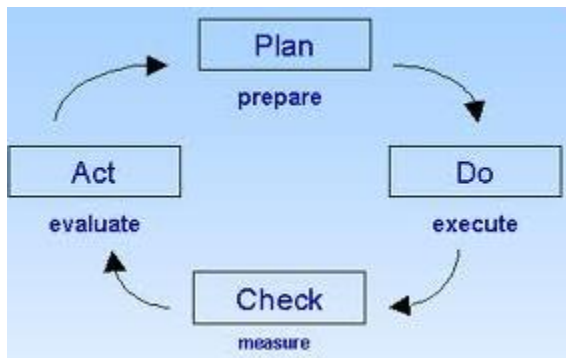 Plan
prepare
Act
Do
evaluate
execute
Check
measure